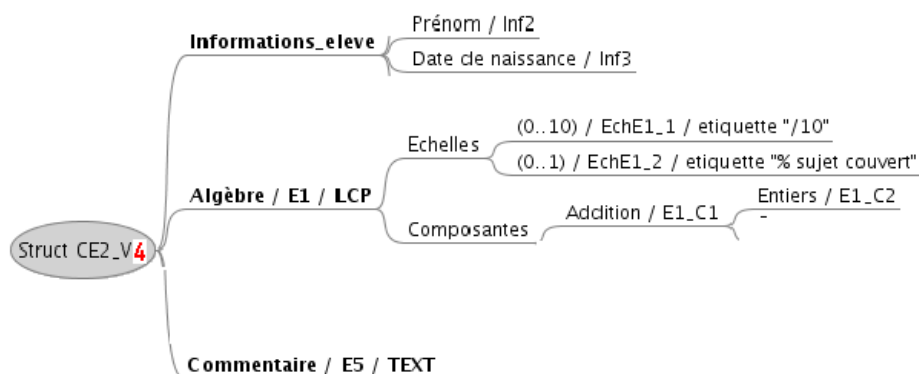 Informations_eleve
Prénom / Inf2
Date de naissance / Inf3
Algèbre / E1 / LCP
Echelles
(0..10) / EchE1_1 / etiquette "/10"
(0..1) / EchE1_2 / etiquette "% sujet couvert"
Composantes
Addition / E1_C1
Entiers / E1_C2
-
Struct CE2_V4
Commentaire / E5 / TEXT